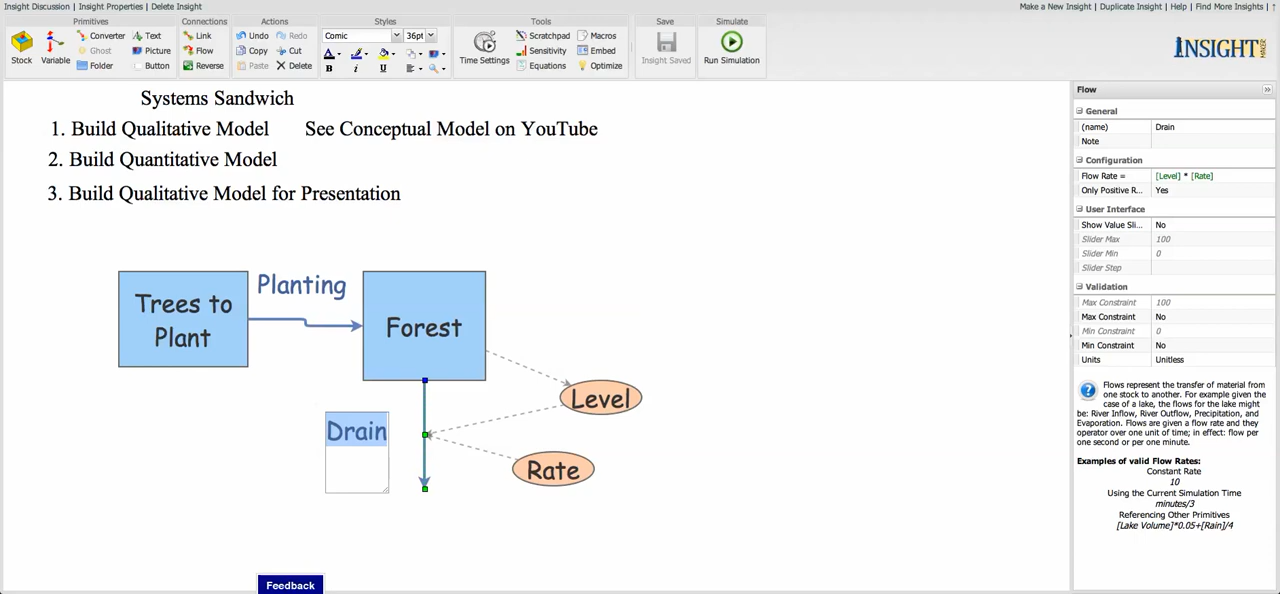 Insight Discussion | Insight Properties | Delete Insight
Make a New Insight | Duplicate Insight | Help | Find More Insights |
Primitives
Connections
Actions
Styles
Tools
Save
Simulate
Stock
Variable
Converter
Text
Ghost
Picture
Folder
Button
Link
Flow
Reverse
Undo
Redo
Copy
Cut
Paste
Delete
Comic
36pt
A
B
i
U
Time Settings
Scratchpad
Macros
Sensitivity
Embed
Equations
Optimize
Insight Saved
Run Simulation
INSIGHT MAKER
Systems Sandwich
1. Build Qualitative Model See Conceptual Model on YouTube
2. Build Quantitative Model
3. Build Qualitative Model for Presentation
Trees to
Plant
Planting
Forest
Level
Drain
Rate
Feedback
Flow
General
(name) Drain
Note
Configuration
Flow Rate = [Level] * [Rate]
Only Positive R... Yes
User Interface
Show Value Sli... No
Slider Max 100
Slider Min 0
Slider Step
Validation
Max Constraint 100
Max Constraint No
Min Constraint 0
Min Constraint No
Units Unitless
Flows represent the transfer of material from
one stock to another. For example given the
case of a lake, the flows for the lake might
be: River Inflow, River Outflow, Precipitation, and
Evaporation. Flows are given a flow rate and they
operator over one unit of time; in effect: flow per
one second or per one minute.
Examples of valid Flow Rates:
Constant Rate
10
Using the Current Simulation Time
minutes/3
Referencing Other Primitives
[Lake Volume]*0.05+[Rain]/4